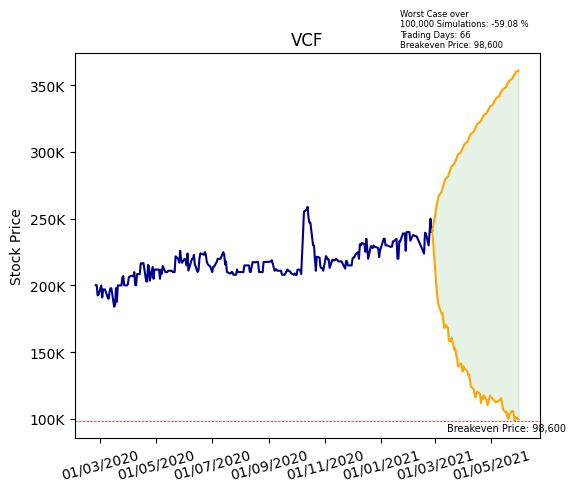 Worst Case over
100,000 Simulations: -59.08 %
Trading Days: 66
Breakeven Price: 98,600
VCF
Stock Price
350K
300K
250K
200K
150K
100K
Breakeven Price: 98,600
01/03/2020 01/05/2020 01/07/2020 01/09/2020 01/11/2020 01/01/2021 01/03/2021 01/05/2021